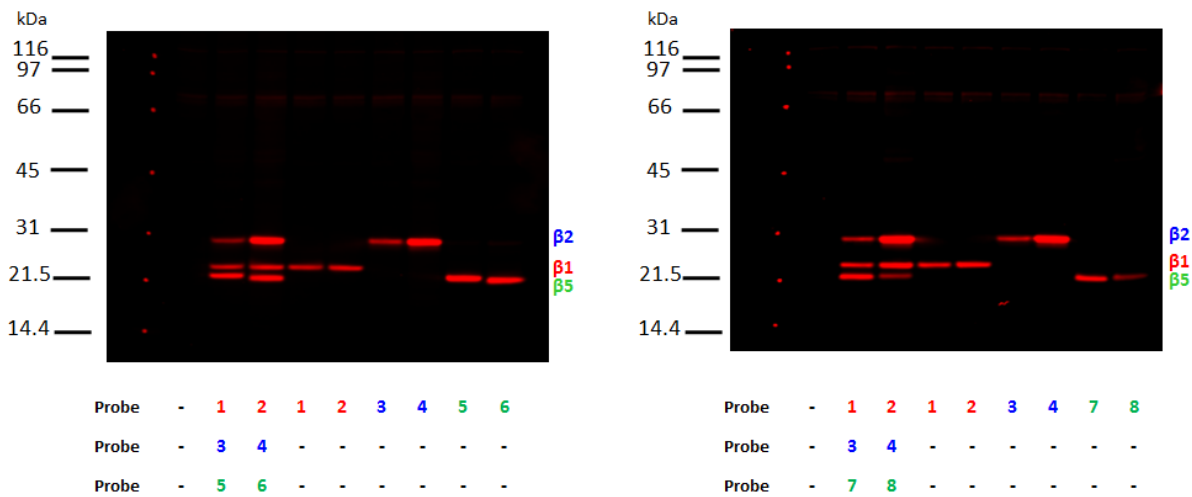 kDa
116
97
66
45
31
21.5
14.4
β2
β1
β5
Probe - 1 2 1 2 3 4 5 6
Probe - 3 4 - - - - - -
Probe - 5 6 - - - - - -
kDa
116
97
66
45
31
21.5
14.4
β2
β1
β5
Probe - 1 2 1 2 3 4 7 8
Probe - 3 4 - - - - - -
Probe - 7 8 - - - - - -